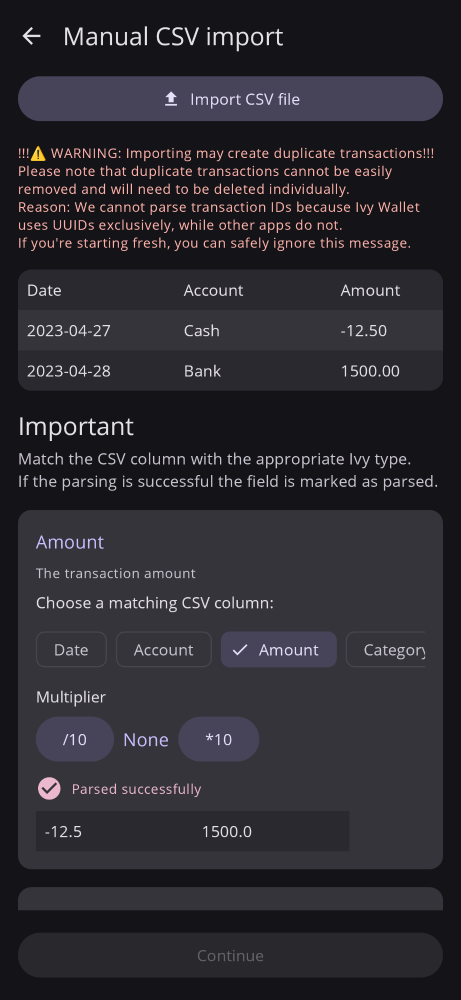 Manual CSV import
Import CSV file
!!!⚠️ WARNING: Importing may create duplicate transactions!!!
Please note that duplicate transactions cannot be easily
removed and will need to be deleted individually.
Reason: We cannot parse transaction IDs because Ivy Wallet
uses UUIDs exclusively, while other apps do not.
If you're starting fresh, you can safely ignore this message.
Date Account Amount
2023-04-27 Cash -12.50
2023-04-28 Bank 1500.00
Important
Match the CSV column with the appropriate Ivy type.
If the parsing is successful the field is marked as parsed.
Amount
The transaction amount
Choose a matching CSV column:
Date Account Amount Category
Multiplier
/10 None *10
Parsed successfully
-12.5 1500.0
Continue